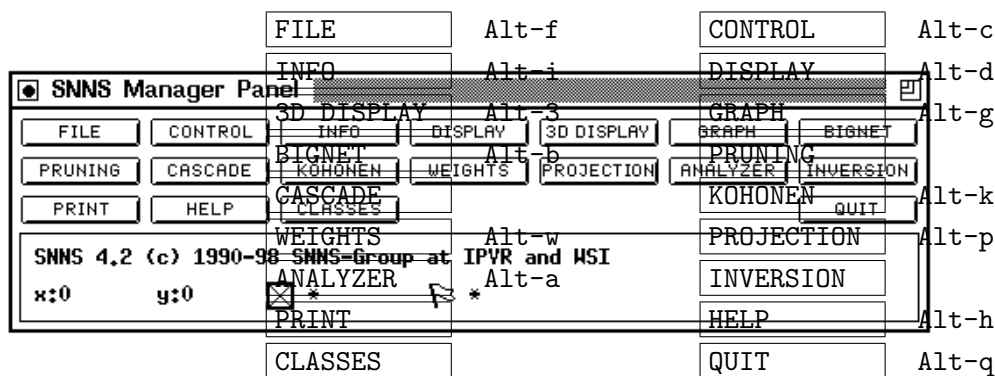 FILE Alt-f CONTROL Alt-c
INFO Alt-i DISPLAY Alt-d
SNNS Manager Panel
3D DISPLAY Alt-3 GRAPH Alt-g
FILE CONTROL INFO DISPLAY 3D DISPLAY GRAPH BIGNET
BIGNET Alt-b PRUNING
PRUNING CASCADE KOHONEN WEIGHTS PROJECTION ANALYZER INVERSION
CASCADE KOHONEN Alt-k
PRINT HELP CLASSES QUIT
WEIGHTS Alt-w PROJECTION Alt-p
SNNS 4.2 (c) 1990-98 SNNS-Group at IPVR and WSI
ANALYZER Alt-a INVERSION
x:0 y:0 * *
PRINT HELP Alt-h
CLASSES QUIT Alt-q